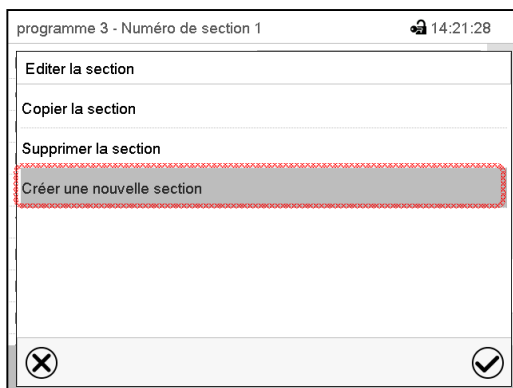 programme 3 - Numéro de section 1 14:21:28
Editer la section
Copier la section
Supprimer la section
Créer une nouvelle section